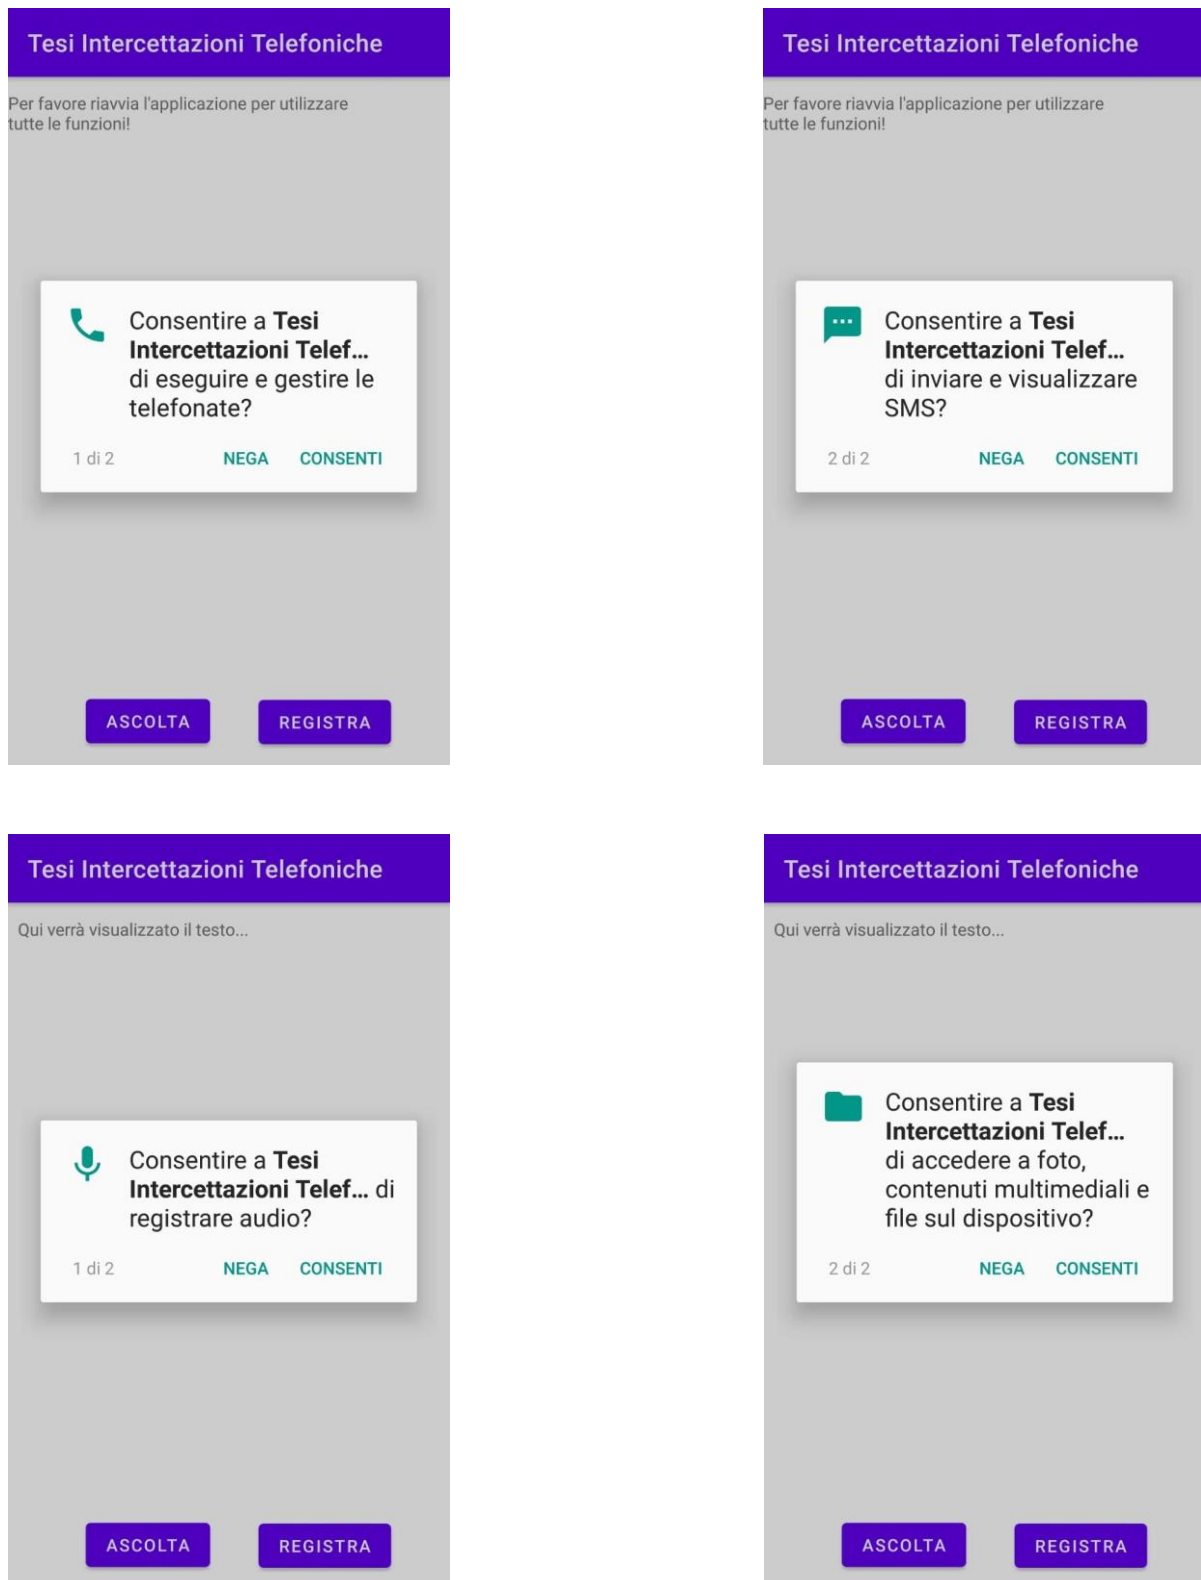 Tesi Intercettazioni Telefoniche
Per favore riavvia l'applicazione per utilizzare
tutte le funzioni!
Consentire a Tesi
Intercettazioni Telef...
di eseguire e gestire le
telefonate?
1 di 2 NEGA CONSENTI
ASCOLTA REGISTRA
Tesi Intercettazioni Telefoniche
Per favore riavvia l'applicazione per utilizzare
tutte le funzioni!
Consentire a Tesi
Intercettazioni Telef...
di inviare e visualizzare
SMS?
2 di 2 NEGA CONSENTI
ASCOLTA REGISTRA
Tesi Intercettazioni Telefoniche
Qui verrà visualizzato il testo...
Consentire a Tesi
Intercettazioni Telef... di
registrare audio?
1 di 2 NEGA CONSENTI
ASCOLTA REGISTRA
Tesi Intercettazioni Telefoniche
Qui verrà visualizzato il testo...
Consentire a Tesi
Intercettazioni Telef...
di accedere a foto,
contenuti multimediali e
file sul dispositivo?
2 di 2 NEGA CONSENTI
ASCOLTA REGISTRA